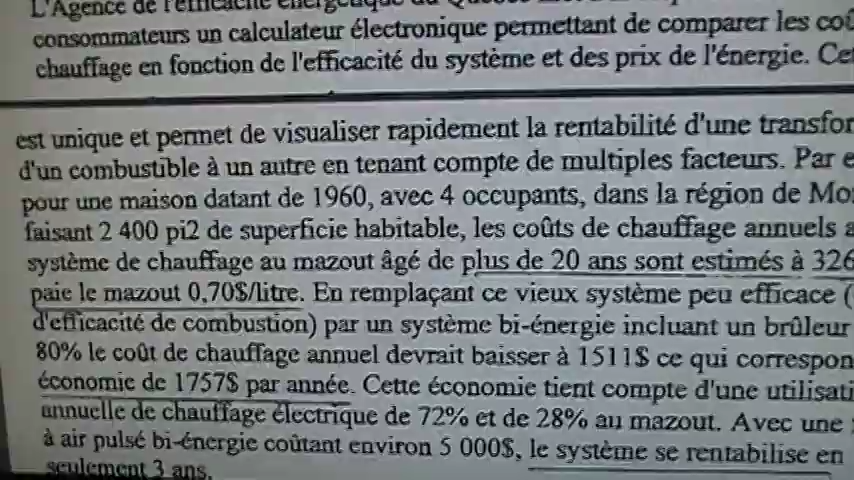 L'Agence de l'efficacité énergétique du Québec
consommateurs un calculateur électronique permettant de comparer les coû
chauffage en fonction de l'efficacité du système et des prix de l'énergie. Cet
est unique et permet de visualiser rapidement la rentabilité d'une transfor
d'un combustible à un autre en tenant compte de multiples facteurs. Par e
pour une maison datant de 1960, avec 4 occupants, dans la région de Mo
faisant 2 400 pi2 de superficie habitable, les coûts de chauffage annuels a
système de chauffage au mazout âgé de plus de 20 ans sont estimés à 326
paie le mazout 0,70$/litre. En remplaçant ce vieux système peu efficace (
d'efficacité de combustion) par un système bi-énergie incluant un brûleur
80% le coût de chauffage annuel devrait baisser à 1511$ ce qui correspon
économie de 1757$ par année. Cette économie tient compte d'une utilisati
annuelle de chauffage électrique de 72% et de 28% au mazout. Avec une
à air pulsé bi-énergie coûtant environ 5 000$, le système se rentabilise en
seulement 3 ans.